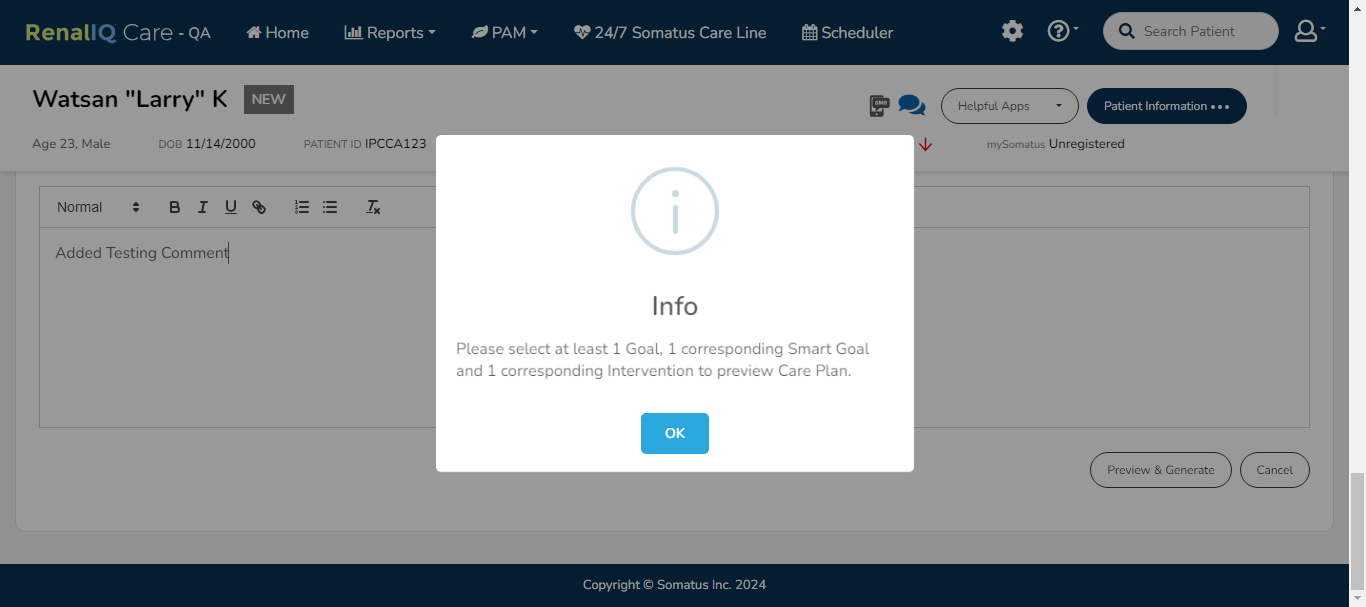 RenalIQ Care - QA Home Reports PAM 24/7 Somatus Care Line Scheduler Search Patient
Watsan "Larry" K NEW
SMS Helpful Apps Patient Information
Age 23, Male DOB 11/14/2000 PATIENT ID IPCCA123 mySomatus Unregistered
Normal B I U
Added Testing Comment
Info
Please select at least 1 Goal, 1 corresponding Smart Goal
and 1 corresponding Intervention to preview Care Plan.
OK
Preview & Generate Cancel
Copyright © Somatus Inc. 2024